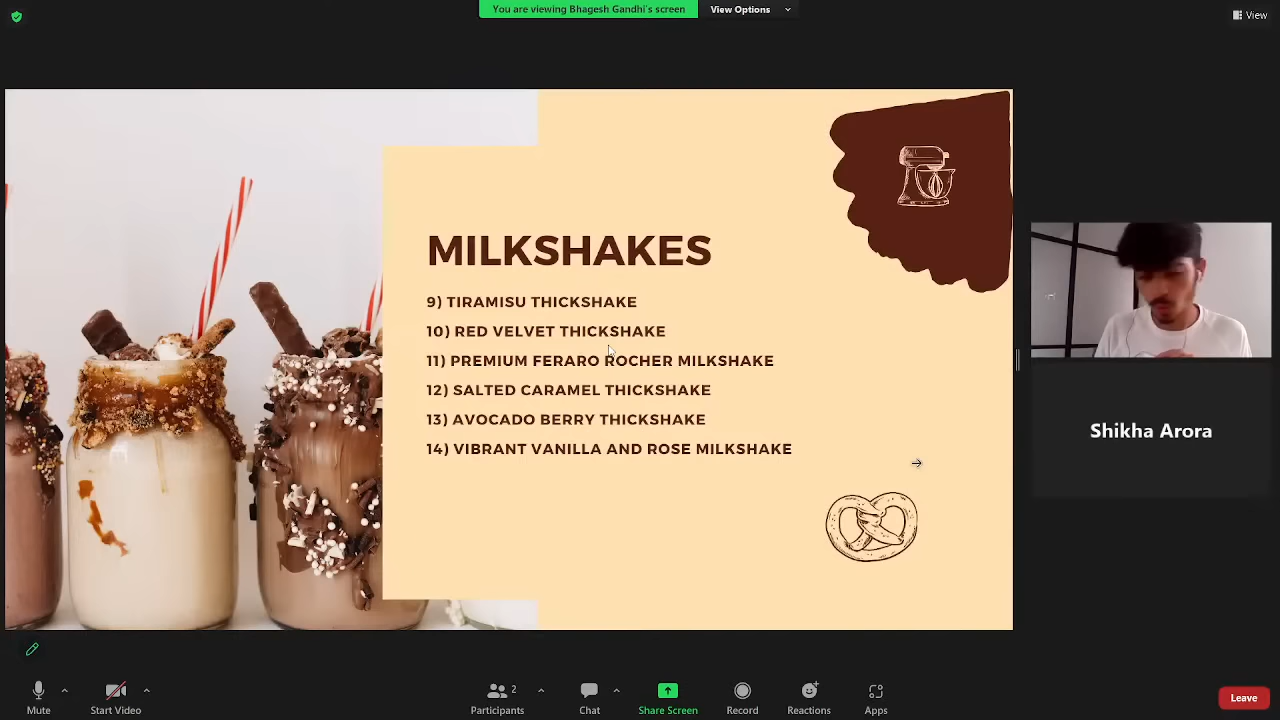 You are viewing Bhagesh Gandhi's screen
View Options
View
MILKSHAKES
9) TIRAMISU THICKSHAKE
10) RED VELVET THICKSHAKE
11) PREMIUM FERARO ROCHER MILKSHAKE
12) SALTED CARAMEL THICKSHAKE
13) AVOCADO BERRY THICKSHAKE
14) VIBRANT VANILLA AND ROSE MILKSHAKE
Shikha Arora
Mute
Start Video
Participants
2
Chat
Share Screen
Record
Reactions
Apps
Leave